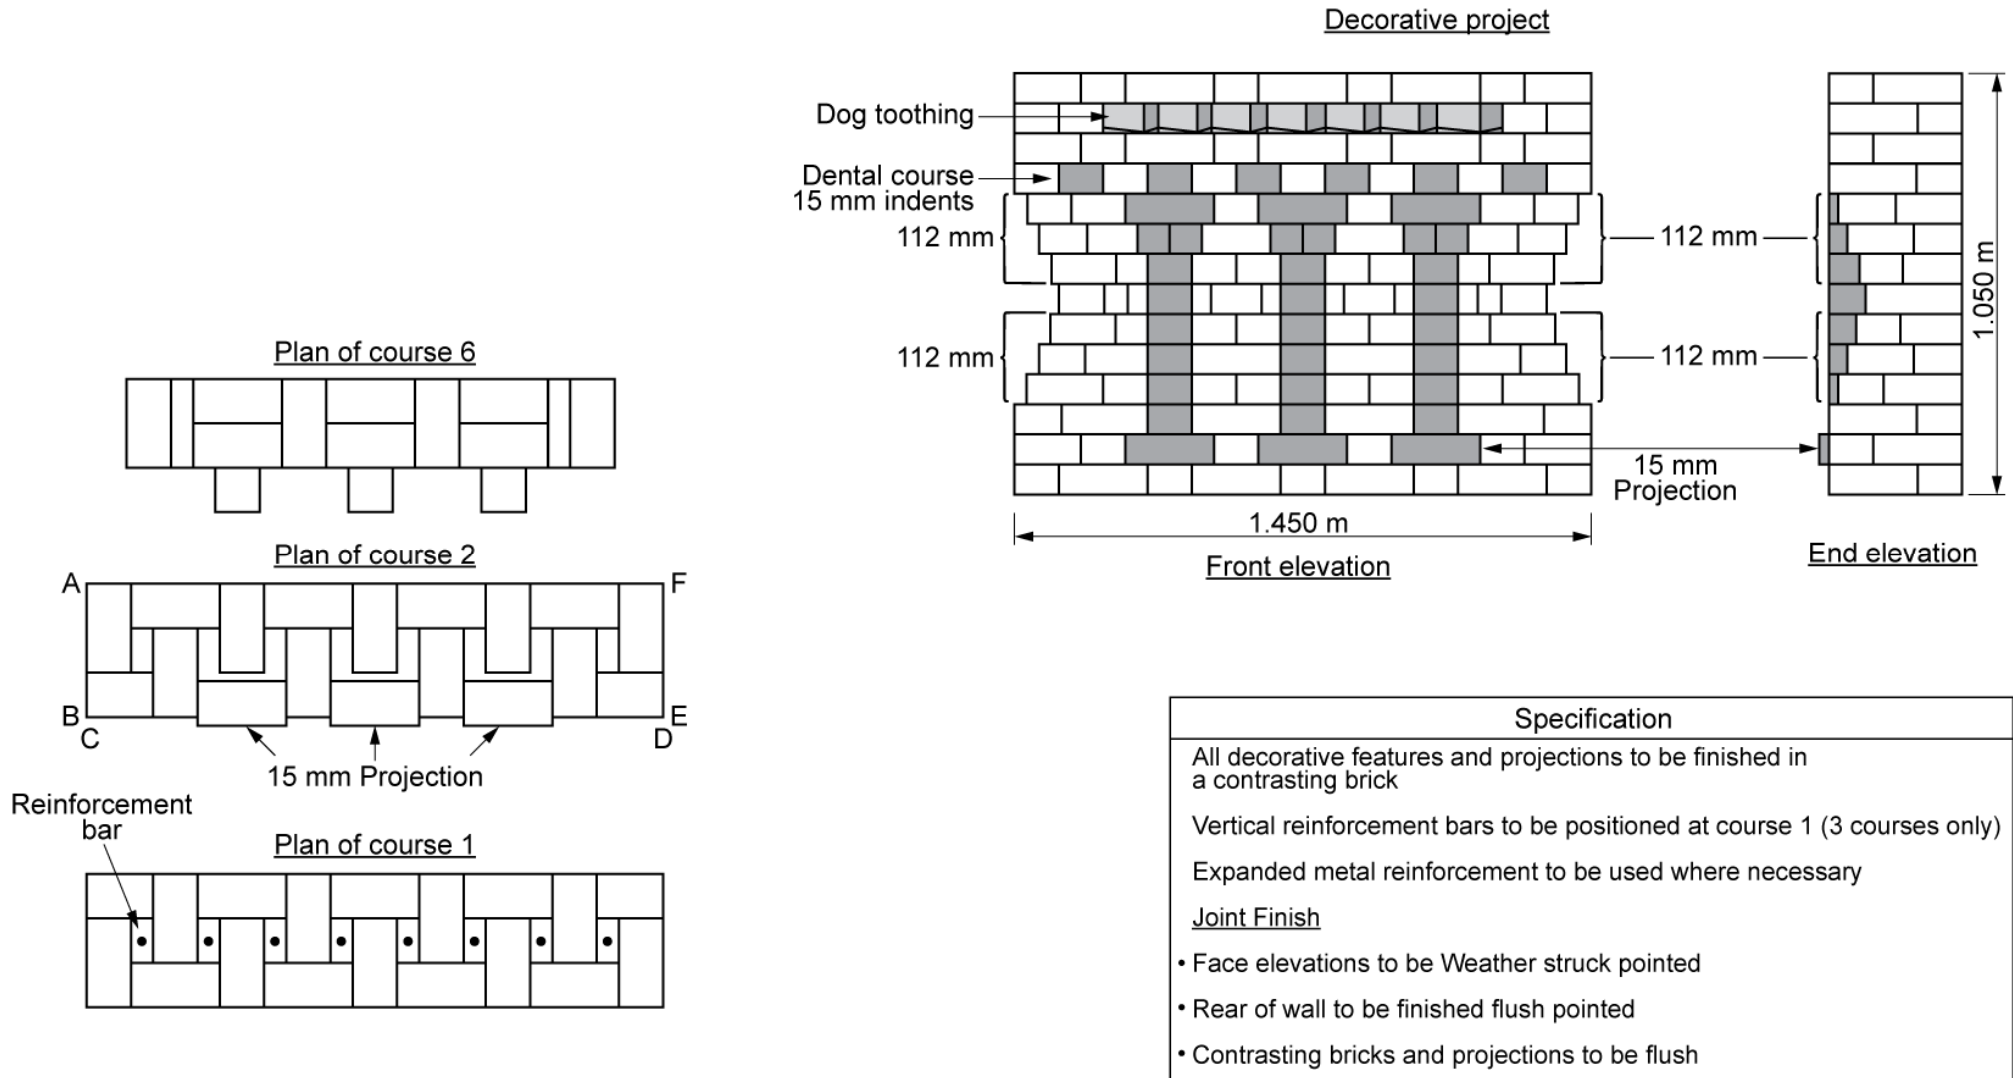 Decorative project
Dog toothing
Dental course
15 mm indents
112 mm
112 mm
112 mm
112 mm
1.050 m
15 mm
Projection
1.450 m
Front elevation
End elevation
Plan of course 6
Plan of course 2
A
F
B
E
C
D
15 mm Projection
Reinforcement
bar
Plan of course 1
Specification
All decorative features and projections to be finished in
a contrasting brick
Vertical reinforcement bars to be positioned at course 1 (3 courses only)
Expanded metal reinforcement to be used where necessary
Joint Finish
• Face elevations to be Weather struck pointed
• Rear of wall to be finished flush pointed
• Contrasting bricks and projections to be flush